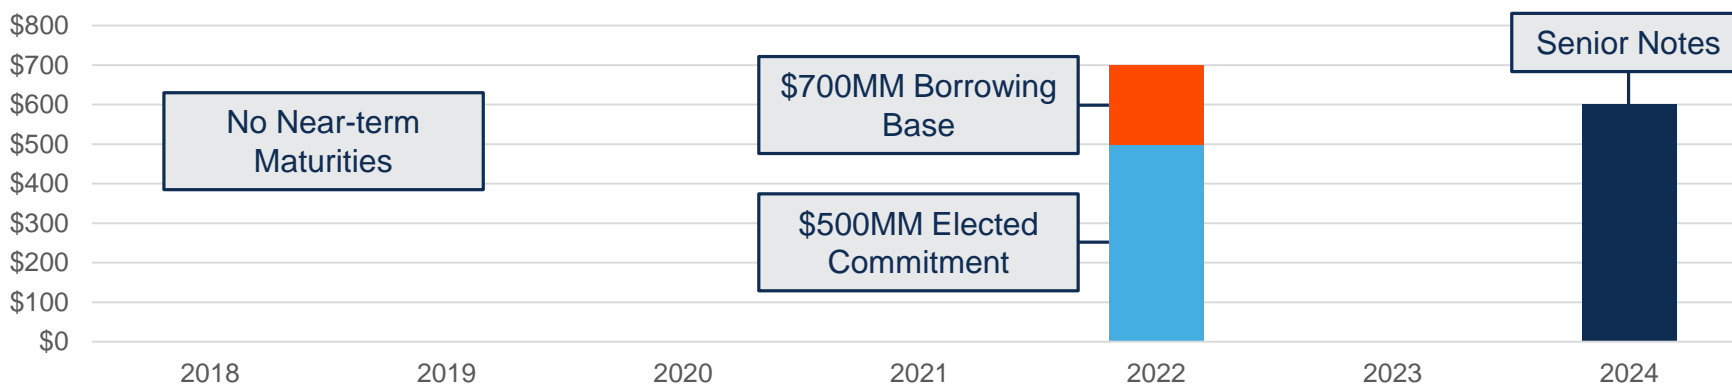 $800
$700
$600
$500
$400
$300
$200
$100
$0
No Near-term
Maturities
$700MM Borrowing
Base
$500MM Elected
Commitment
Senior Notes
2018
2019
2020
2021
2022
2023
2024